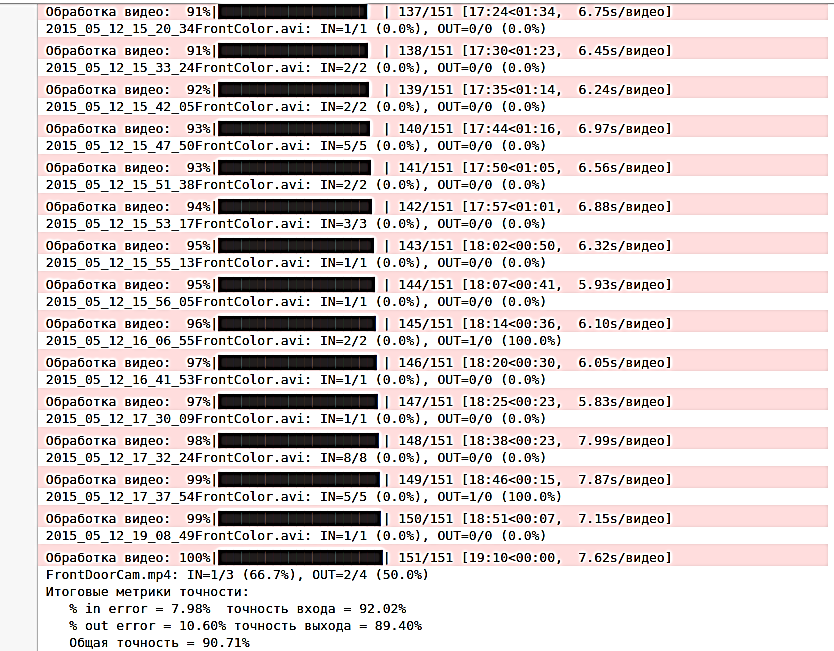 Обработка видео:  91%| | 137/151 [17:24<01:34,  6.75s/видео]
2015_05_12_15_20_34FrontColor.avi: IN=1/1 (0.0%), OUT=0/0 (0.0%)
Обработка видео:  91%| | 138/151 [17:30<01:23,  6.45s/видео]
2015_05_12_15_33_24FrontColor.avi: IN=2/2 (0.0%), OUT=0/0 (0.0%)
Обработка видео:  92%| | 139/151 [17:35<01:14,  6.24s/видео]
2015_05_12_15_42_05FrontColor.avi: IN=2/2 (0.0%), OUT=0/0 (0.0%)
Обработка видео:  93%| | 140/151 [17:44<01:16,  6.97s/видео]
2015_05_12_15_47_50FrontColor.avi: IN=5/5 (0.0%), OUT=0/0 (0.0%)
Обработка видео:  93%| | 141/151 [17:50<01:05,  6.56s/видео]
2015_05_12_15_51_38FrontColor.avi: IN=2/2 (0.0%), OUT=0/0 (0.0%)
Обработка видео:  94%| | 142/151 [17:57<01:01,  6.88s/видео]
2015_05_12_15_53_17FrontColor.avi: IN=3/3 (0.0%), OUT=0/0 (0.0%)
Обработка видео:  95%| | 143/151 [18:02<00:50,  6.32s/видео]
2015_05_12_15_55_13FrontColor.avi: IN=1/1 (0.0%), OUT=0/0 (0.0%)
Обработка видео:  95%| | 144/151 [18:07<00:41,  5.93s/видео]
2015_05_12_15_56_05FrontColor.avi: IN=1/1 (0.0%), OUT=0/0 (0.0%)
Обработка видео:  96%| | 145/151 [18:14<00:36,  6.10s/видео]
2015_05_12_16_06_55FrontColor.avi: IN=2/2 (0.0%), OUT=1/0 (100.0%)
Обработка видео:  97%| | 146/151 [18:20<00:30,  6.05s/видео]
2015_05_12_16_41_53FrontColor.avi: IN=1/1 (0.0%), OUT=0/0 (0.0%)
Обработка видео:  97%| | 147/151 [18:25<00:23,  5.83s/видео]
2015_05_12_17_30_09FrontColor.avi: IN=1/1 (0.0%), OUT=0/0 (0.0%)
Обработка видео:  98%| | 148/151 [18:38<00:23,  7.99s/видео]
2015_05_12_17_32_24FrontColor.avi: IN=8/8 (0.0%), OUT=0/0 (0.0%)
Обработка видео:  99%| | 149/151 [18:46<00:15,  7.87s/видео]
2015_05_12_17_37_54FrontColor.avi: IN=5/5 (0.0%), OUT=1/0 (100.0%)
Обработка видео:  99%| | 150/151 [18:51<00:07,  7.15s/видео]
2015_05_12_19_08_49FrontColor.avi: IN=1/1 (0.0%), OUT=0/0 (0.0%)
Обработка видео: 100%| | 151/151 [19:10<00:00,  7.62s/видео]
FrontDoorCam.mp4: IN=1/3 (66.7%), OUT=2/4 (50.0%)
Итоговые метрики точности:
% in error = 7.98%  точность входа = 92.02%
% out error = 10.60% точность выхода = 89.40%
Общая точность = 90.71%